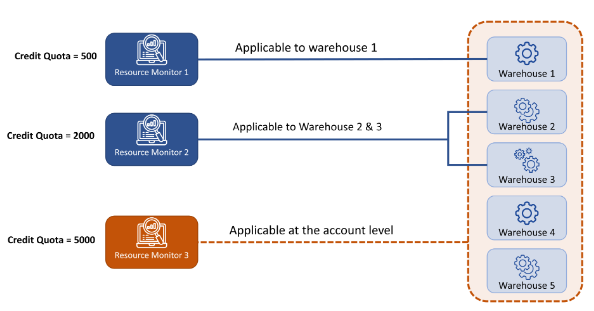 Credit Quota = 500
Resource Monitor 1
Applicable to warehouse 1
Warehouse 1
Credit Quota = 2000
Resource Monitor 2
Applicable to Warehouse 2 & 3
Warehouse 2
Warehouse 3
Credit Quota = 5000
Resource Monitor 3
Applicable at the account level
Warehouse 4
Warehouse 5